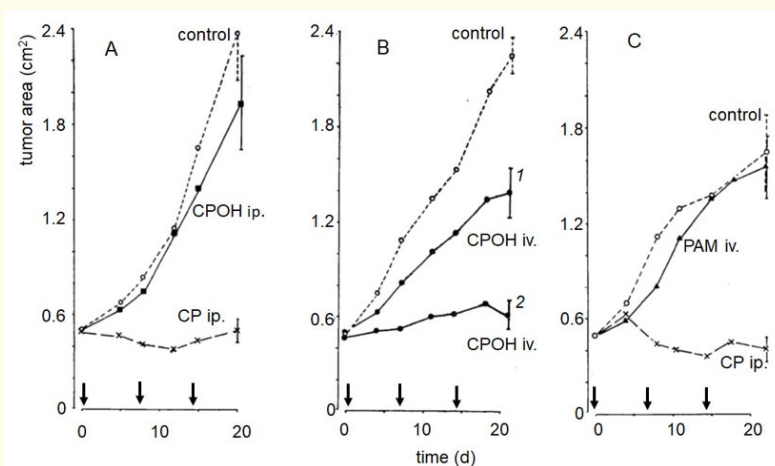 A
control
CPOH ip.
CP ip.
B
control
1
CPOH iv.
2
CPOH iv.
C
control
PAM iv.
CP ip.
tumor area (cm²)
2.4
1.8
1.2
0.6
0
2.4
1.8
1.2
0.6
0
2.4
1.8
1.2
0.6
0
0 10 20
0 10 20
0 10 20
time (d)